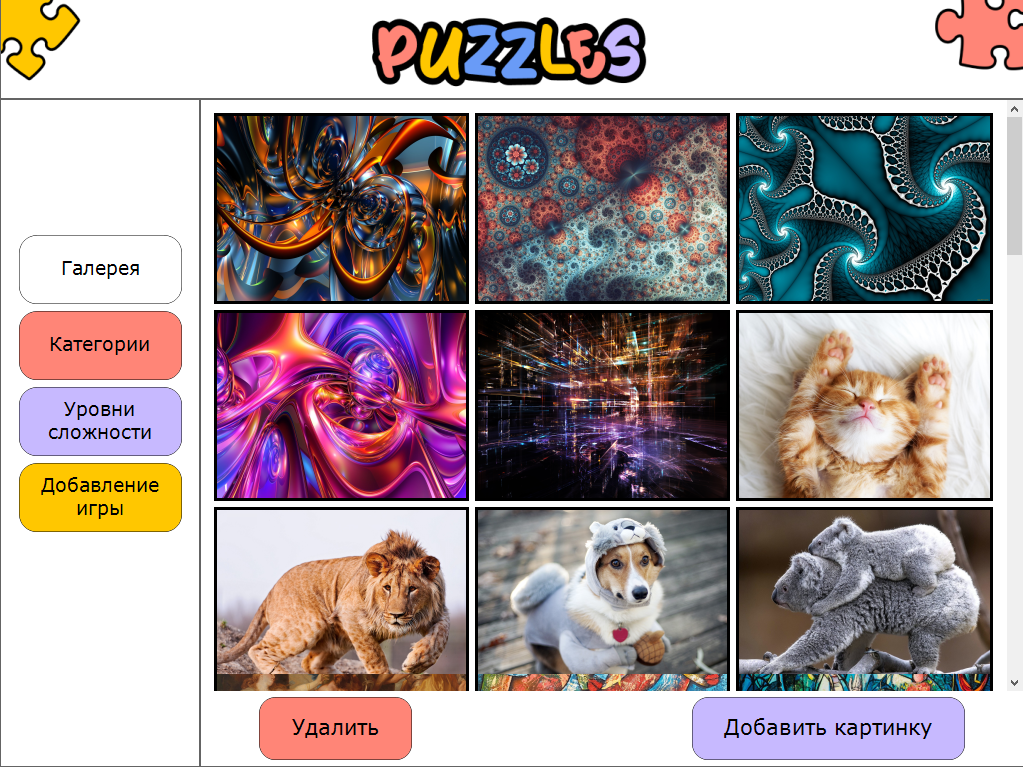 PUZZLES
Галерея
Категории
Уровни
сложности
Добавление
игры
Удалить
Добавить картинку